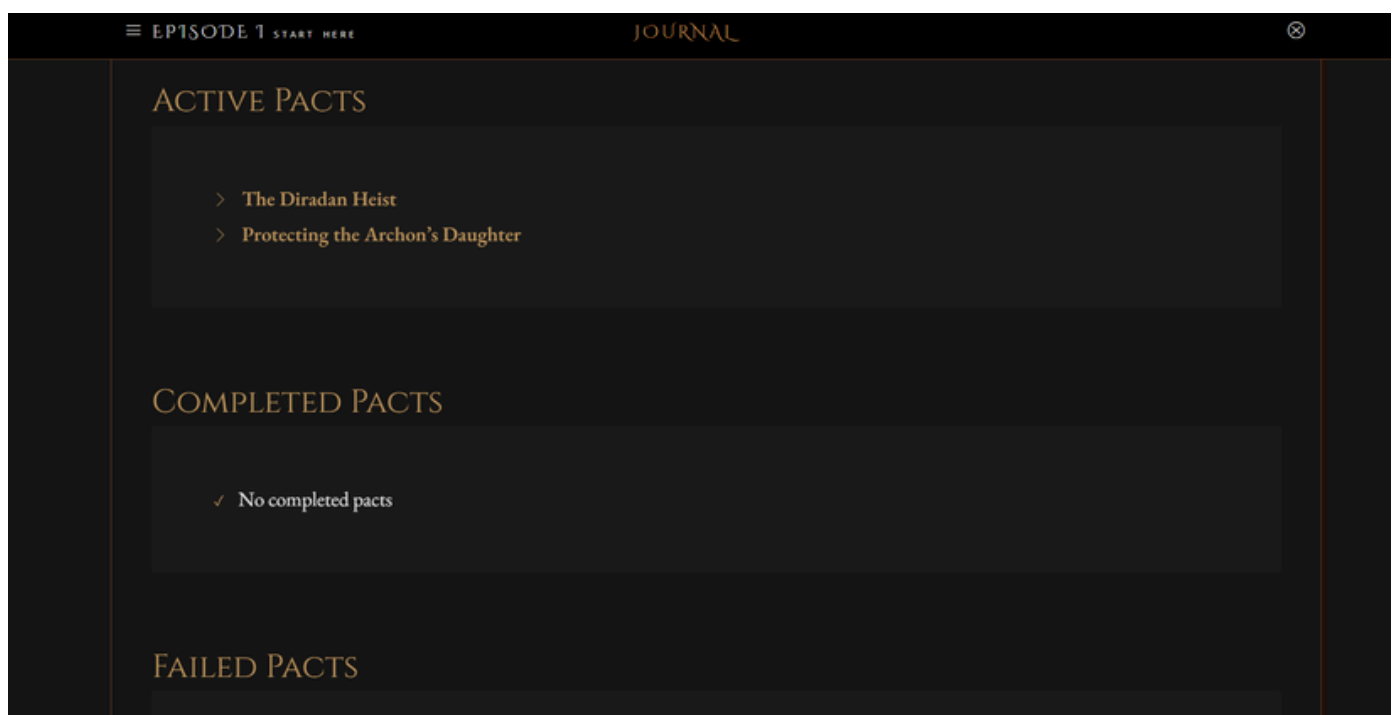 EPISODE 1 START HERE
JOURNAL
ACTIVE PACTS
The Diradan Heist
Protecting the Archon’s Daughter
COMPLETED PACTS
No completed pacts
FAILED PACTS